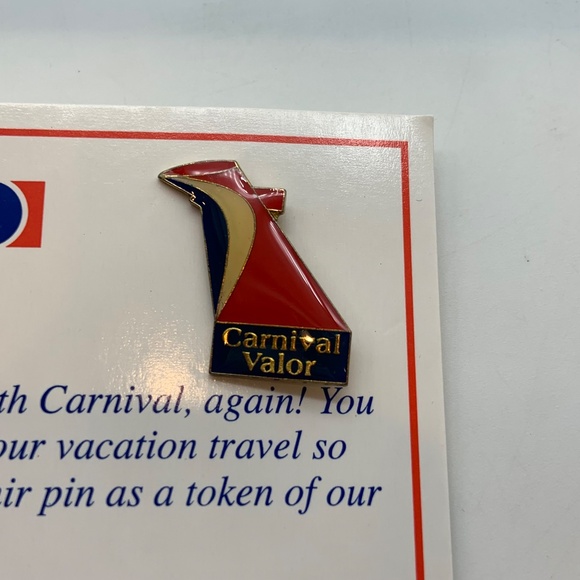 Carnival
Valor
th Carnival, again! You
our vacation travel so
ir pin as a token of our